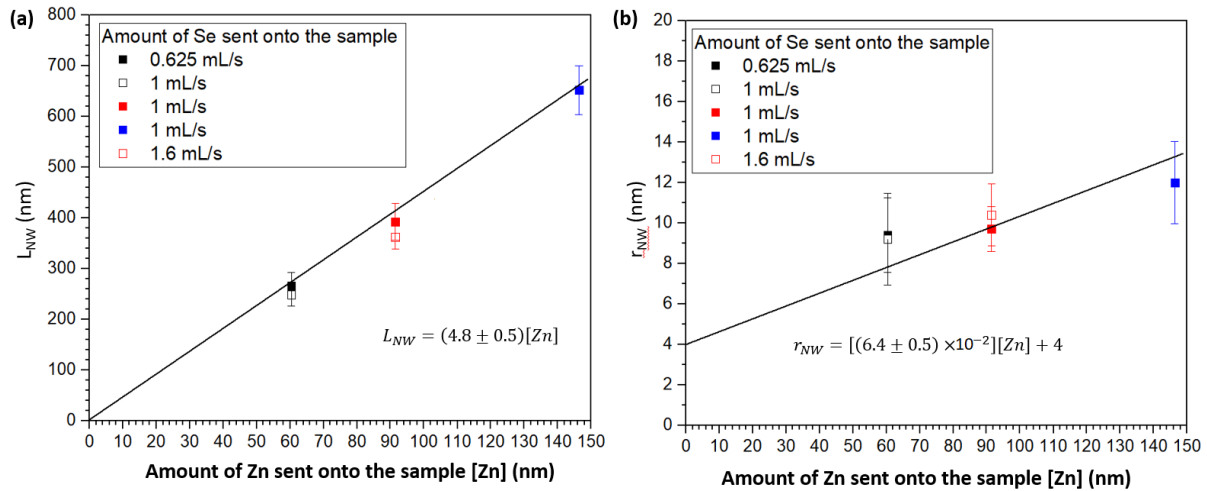 (a)
800
700
600
500
400
300
200
100
0
L_NW (nm)
Amount of Se sent onto the sample
0.625 mL/s
1 mL/s
1 mL/s
1 mL/s
1.6 mL/s
L_NW = (4.8 ± 0.5)[Zn]
0 10 20 30 40 50 60 70 80 90 100 110 120 130 140 150
Amount of Zn sent onto the sample [Zn] (nm)
(b)
20
18
16
14
12
10
8
6
4
2
0
r_NW (nm)
Amount of Se sent onto the sample
0.625 mL/s
1 mL/s
1 mL/s
1 mL/s
1.6 mL/s
r_NW = [(6.4 ± 0.5) ×10⁻²][Zn] + 4
0 10 20 30 40 50 60 70 80 90 100 110 120 130 140 150
Amount of Zn sent onto the sample [Zn] (nm)